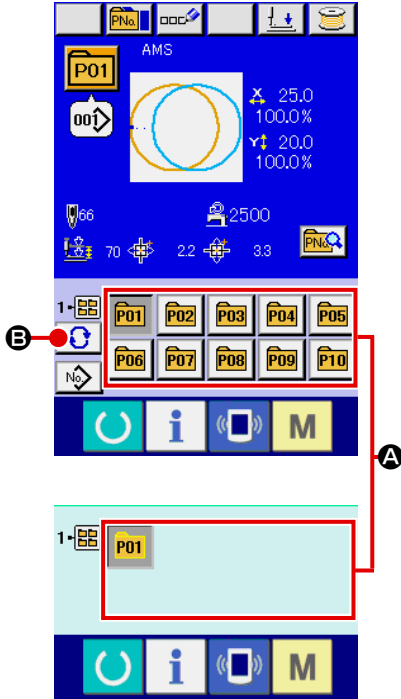 PNo.
AMS
P01
001
X 25.0
100.0%
Y 20.0
100.0%
66
2500
70 2.2 3.3
PNo.
1-
P01 P02 P03 P04 P05
B
P06 P07 P08 P09 P10
No.
i M
A
1-
P01
i M